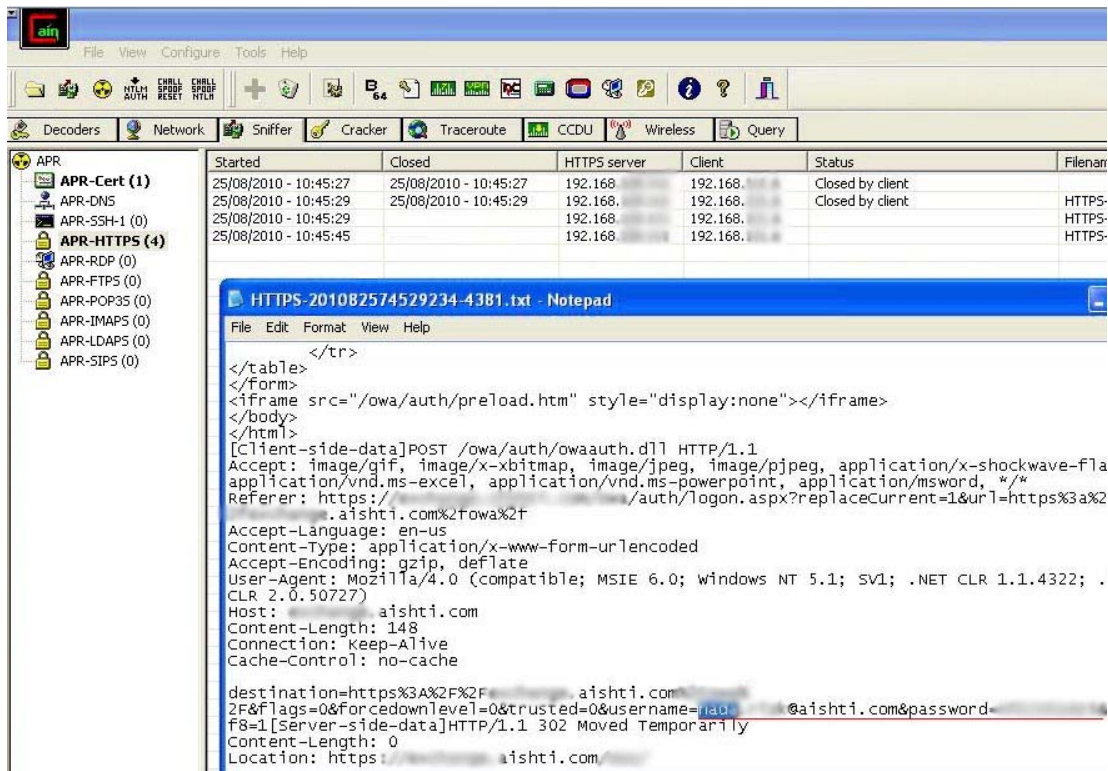 ain
File View Configure Tools Help
NTLM AUTH CHALL SPOOF RESET CHALL SPOOF NTLM B64
Decoders Network Sniffer Cracker Traceroute CCDU Wireless Query
APR
APR-Cert (1)
APR-DNS
APR-SSH-1 (0)
APR-HTTPS (4)
APR-RDP (0)
APR-FTPS (0)
APR-POP3S (0)
APR-IMAPS (0)
APR-LDAPS (0)
APR-SIPS (0)
Started Closed HTTPS server Client Status Filenam
25/08/2010 - 10:45:27 25/08/2010 - 10:45:27 192.168. 192.168. Closed by client
25/08/2010 - 10:45:29 25/08/2010 - 10:45:29 192.168. 192.168. Closed by client HTTPS-
25/08/2010 - 10:45:29 192.168. 192.168. HTTPS-
25/08/2010 - 10:45:45 192.168. 192.168. HTTPS-
HTTPS-201082574529234-4381.txt - Notepad
File Edit Format View Help
</tr>
</table>
</form>
<iframe src="/owa/auth/preload.htm" style="display:none"></iframe>
</body>
</html>
[Client-side-data]POST /owa/auth/owaauth.dll HTTP/1.1
Accept: image/gif, image/x-xbitmap, image/jpeg, image/pjpeg, application/x-shockwave-fla
application/vnd.ms-excel, application/vnd.ms-powerpoint, application/msword, */*
Referer: https:/ /auth/logon.aspx?replaceCurrent=1&url=https%3a%2
.aishti.com%2fowa%2f
Accept-Language: en-us
Content-Type: application/x-www-form-urlencoded
Accept-Encoding: gzip, deflate
User-Agent: Mozilla/4.0 (compatible; MSIE 6.0; Windows NT 5.1; SV1; .NET CLR 1.1.4322; .
CLR 2.0.50727)
Host: .aishti.com
Content-Length: 148
Connection: Keep-Alive
Cache-Control: no-cache
destination=https%3A%2F%2F .aishti.com
2F&flags=0&forcedownlevel=0&trusted=0&username= @aishti.com&password=
f8=1[Server-side-data]HTTP/1.1 302 Moved Temporarily
Content-Length: 0
Location: https: aishti.com